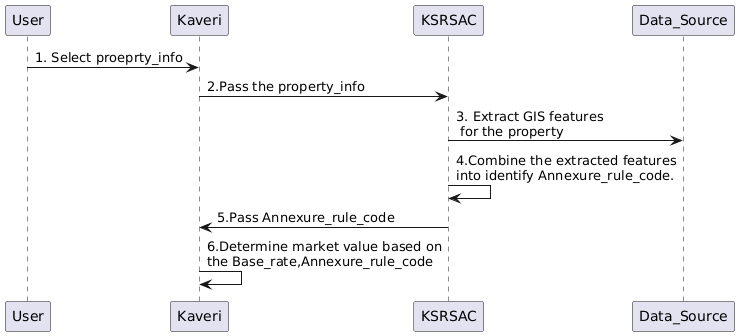 User Kaveri KSRSAC Data_Source
1. Select proeprty_info
2.Pass the property_info
3. Extract GIS features
for the property
4.Combine the extracted features
into identify Annexure_rule_code.
5.Pass Annexure_rule_code
6.Determine market value based on
the Base_rate,Annexure_rule_code
User Kaveri KSRSAC Data_Source